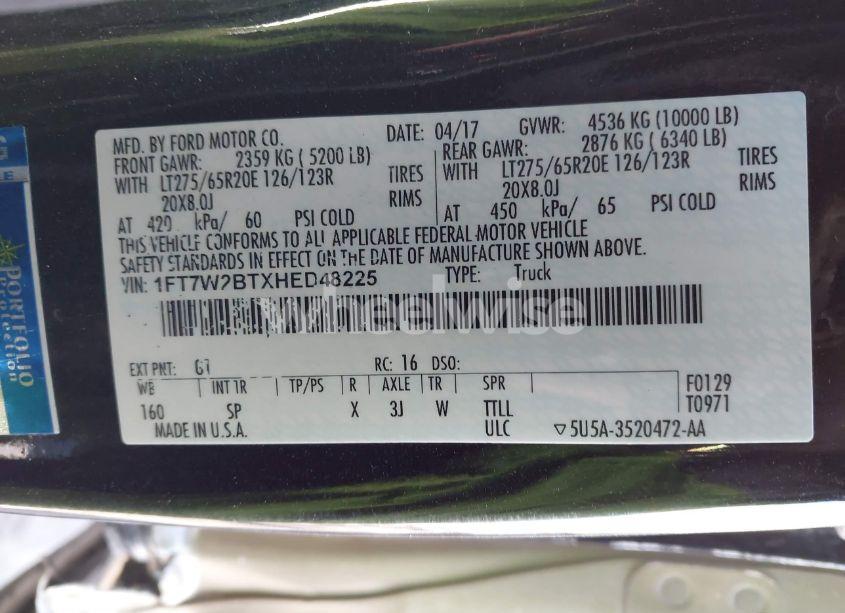 MFD. BY FORD MOTOR CO. DATE: 04/17 GVWR: 4536 KG (10000 LB)
FRONT GAWR: 2359 KG (5200 LB) REAR GAWR: 2876 KG (6340 LB)
WITH LT275/65R20E 126/123R TIRES WITH LT275/65R20E 126/123R TIRES
20X8.0J RIMS 20X8.0J RIMS
AT 420 kPa/ 60 PSI COLD AT 450 kPa/ 65 PSI COLD
THIS VEHICLE CONFORMS TO ALL APPLICABLE FEDERAL MOTOR VEHICLE
SAFETY STANDARDS IN EFFECT ON THE DATE OF MANUFACTURE SHOWN ABOVE.
VIN: 1FT7W2BTXHED48225 TYPE: Truck
wheelwise
EXT PNT: G1 RC: 16 DSO:
WB INT TR TP/PS R AXLE TR SPR F0129
160 SP X 3J W TTLL T0971
MADE IN U.S.A. ULC ▽5U5A-3520472-AA
PORTFOLIO
Protection